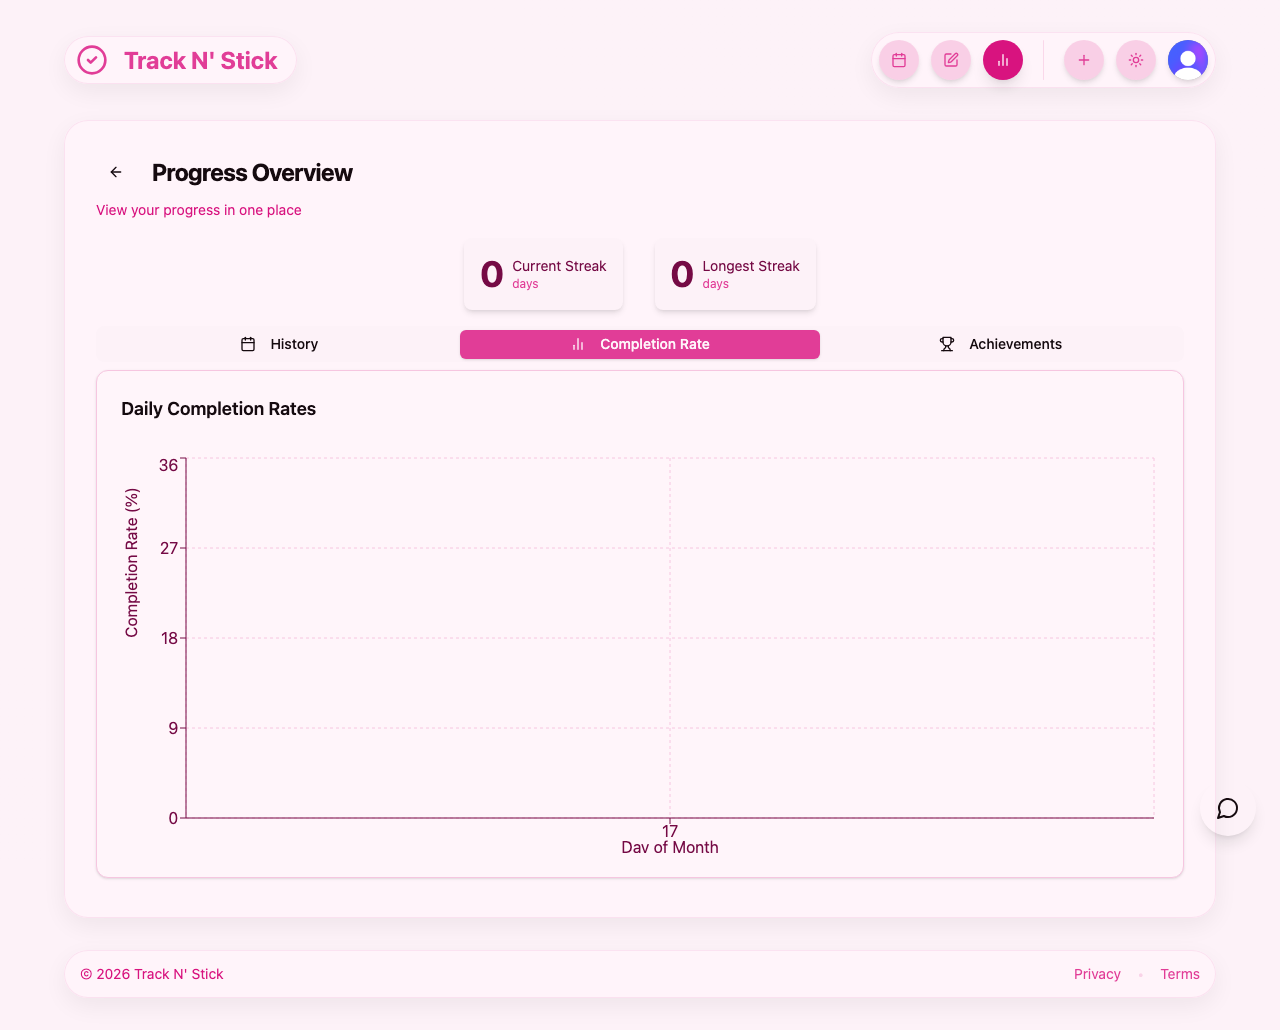 Track N' Stick
Progress Overview
View your progress in one place
0 Current Streak
days
0 Longest Streak
days
History
Completion Rate
Achievements
Daily Completion Rates
Completion Rate (%)
36
27
18
9
0
17
Day of Month
© 2026 Track N' Stick
Privacy • Terms